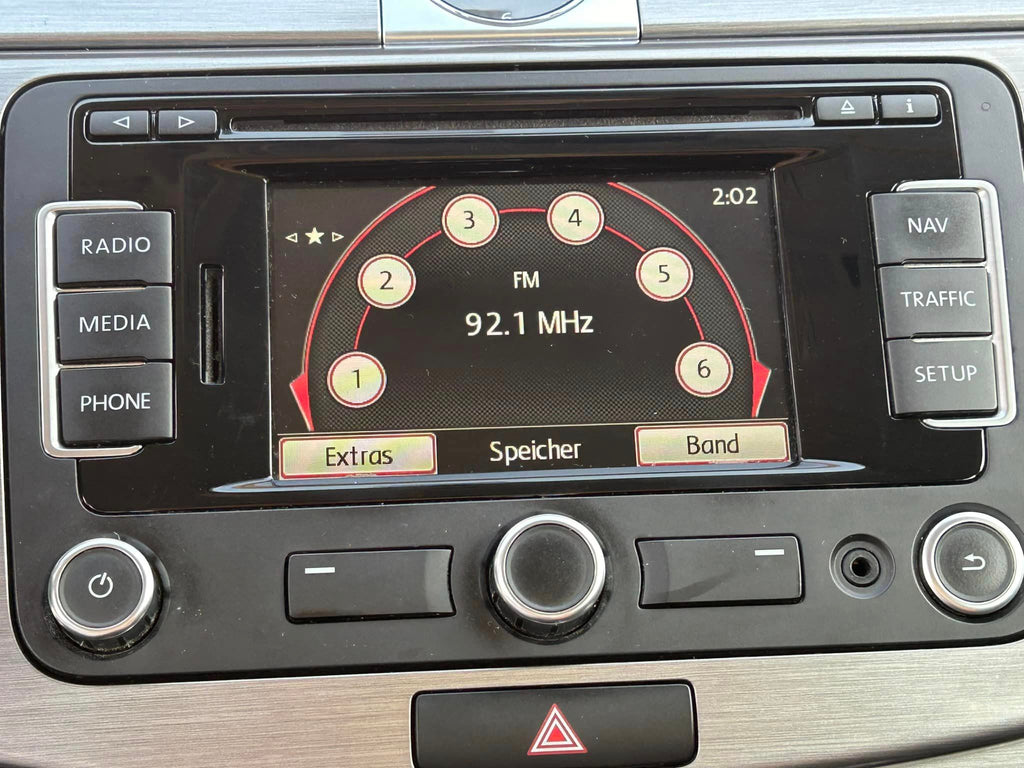 6
i
2:02
3
4
RADIO
NAV
2
FM
5
MEDIA
92.1 MHz
TRAFFIC
1
6
PHONE
SETUP
Extras
Speicher
Band